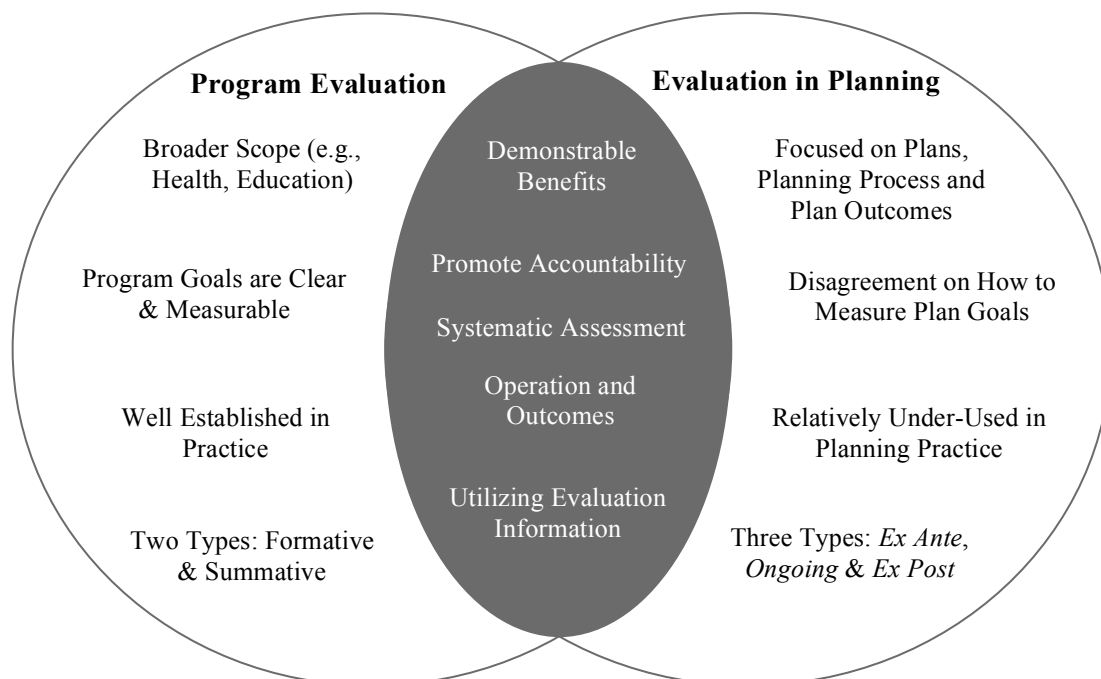 Program Evaluation
Broader Scope (e.g.,
Health, Education)
Program Goals are Clear
& Measurable
Well Established in
Practice
Two Types: Formative
& Summative
Demonstrable
Benefits
Promote Accountability
Systematic Assessment
Operation and
Outcomes
Utilizing Evaluation
Information
Evaluation in Planning
Focused on Plans,
Planning Process and
Plan Outcomes
Disagreement on How to
Measure Plan Goals
Relatively Under-Used in
Planning Practice
Three Types: Ex Ante,
Ongoing & Ex Post